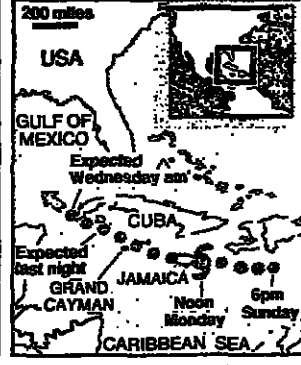 200 miles
USA
GULF OF
MEXICO
Expected
Wednesday am
CUBA
Expected
last night
GRAND
CAYMAN
JAMAICA
Noon
Monday
6pm
Sunday
CARIBBEAN SEA